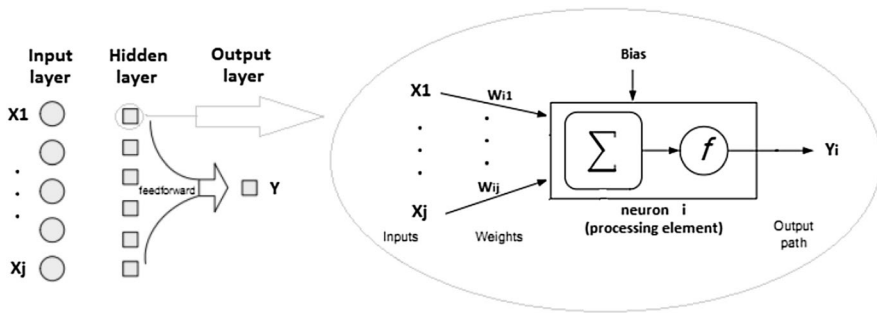 Input layer
Hidden layer
Output layer
X1
Xj
feedforward
Y
Bias
X1
Wi1
Σ
f
Yi
Wij
Xj
neuron i
(processing element)
Inputs
Weights
Output path